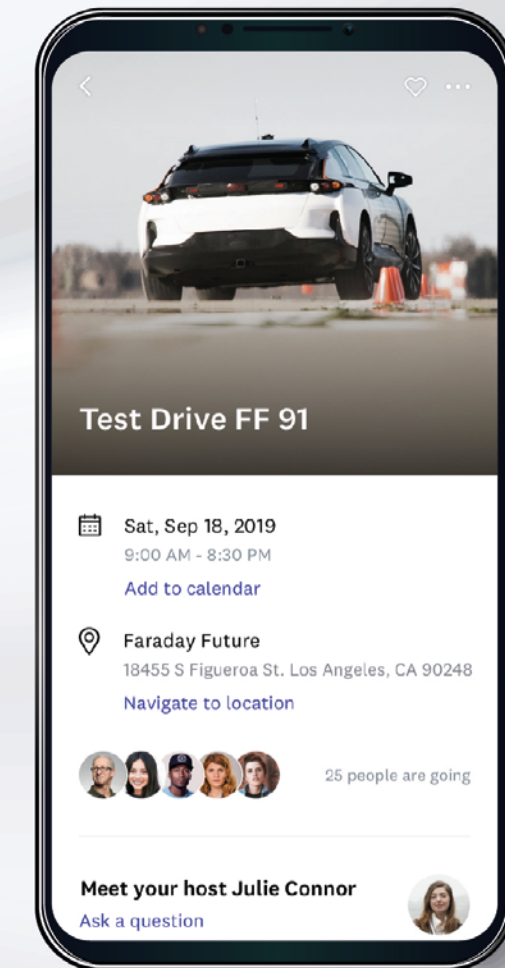 Test Drive FF 91
Sat, Sep 18, 2019
9:00 AM - 8:30 PM
Add to calendar
Faraday Future
18455 S Figueroa St. Los Angeles, CA 90248
Navigate to location
25 people are going
Meet your host Julie Connor
Ask a question